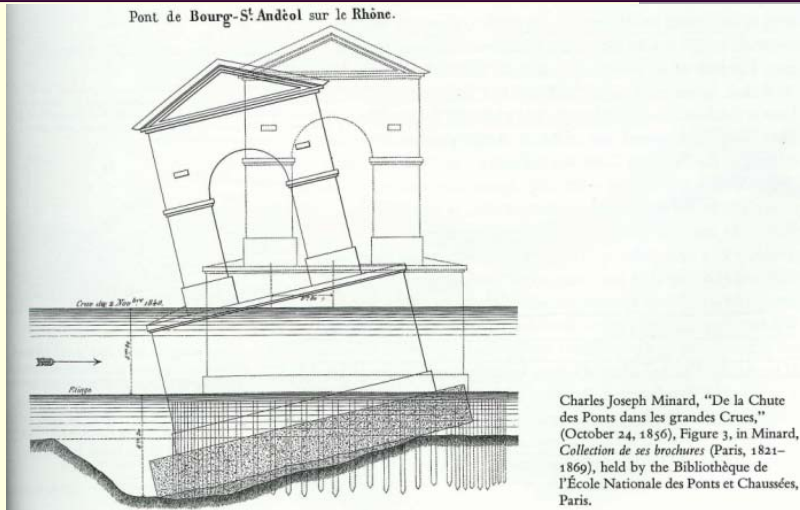 Pont de Bourg-S.t Andéol sur le Rhône.
Crue du 2 Nov.bre 1840.
Etiage
Charles Joseph Minard, “De la Chute
des Ponts dans les grandes Crues,”
(October 24, 1856), Figure 3, in Minard,
Collection de ses brochures (Paris, 1821–
1869), held by the Bibliothèque de
l’École Nationale des Ponts et Chaussées,
Paris.